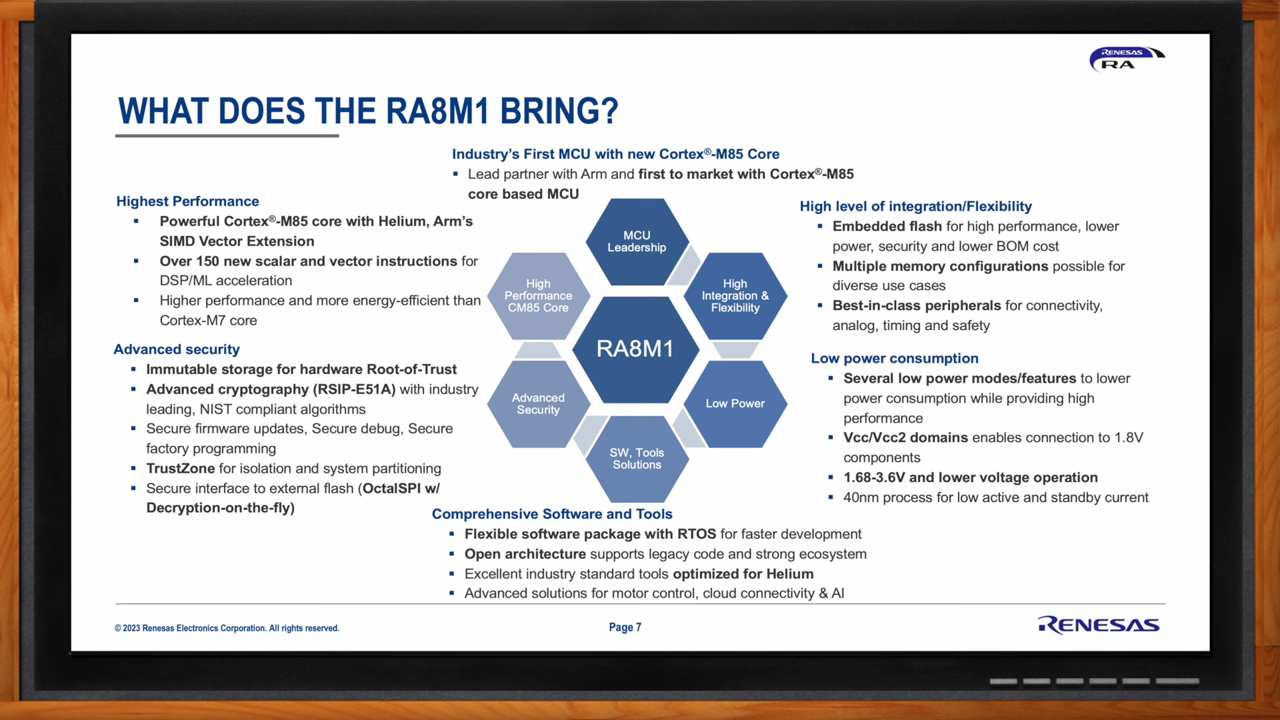 RENESAS
RA
WHAT DOES THE RA8M1 BRING?
Industry's First MCU with new Cortex®-M85 Core
▪ Lead partner with Arm and first to market with Cortex®-M85
core based MCU
Highest Performance
▪ Powerful Cortex®-M85 core with Helium, Arm's
SIMD Vector Extension
▪ Over 150 new scalar and vector instructions for
DSP/ML acceleration
▪ Higher performance and more energy-efficient than
Cortex-M7 core
Advanced security
▪ Immutable storage for hardware Root-of-Trust
▪ Advanced cryptography (RSIP-E51A) with industry
leading, NIST compliant algorithms
▪ Secure firmware updates, Secure debug, Secure
factory programming
▪ TrustZone for isolation and system partitioning
▪ Secure interface to external flash (OctalSPI w/
Decryption-on-the-fly)
MCU
Leadership
High
Performance
CM85 Core
High
Integration &
Flexibility
RA8M1
Advanced
Security
Low Power
SW, Tools
Solutions
High level of integration/Flexibility
▪ Embedded flash for high performance, lower
power, security and lower BOM cost
▪ Multiple memory configurations possible for
diverse use cases
▪ Best-in-class peripherals for connectivity,
analog, timing and safety
Low power consumption
▪ Several low power modes/features to lower
power consumption while providing high
performance
▪ Vcc/Vcc2 domains enables connection to 1.8V
components
▪ 1.68-3.6V and lower voltage operation
▪ 40nm process for low active and standby current
Comprehensive Software and Tools
▪ Flexible software package with RTOS for faster development
▪ Open architecture supports legacy code and strong ecosystem
▪ Excellent industry standard tools optimized for Helium
▪ Advanced solutions for motor control, cloud connectivity & AI
© 2023 Renesas Electronics Corporation. All rights reserved.
Page 7
RENESAS